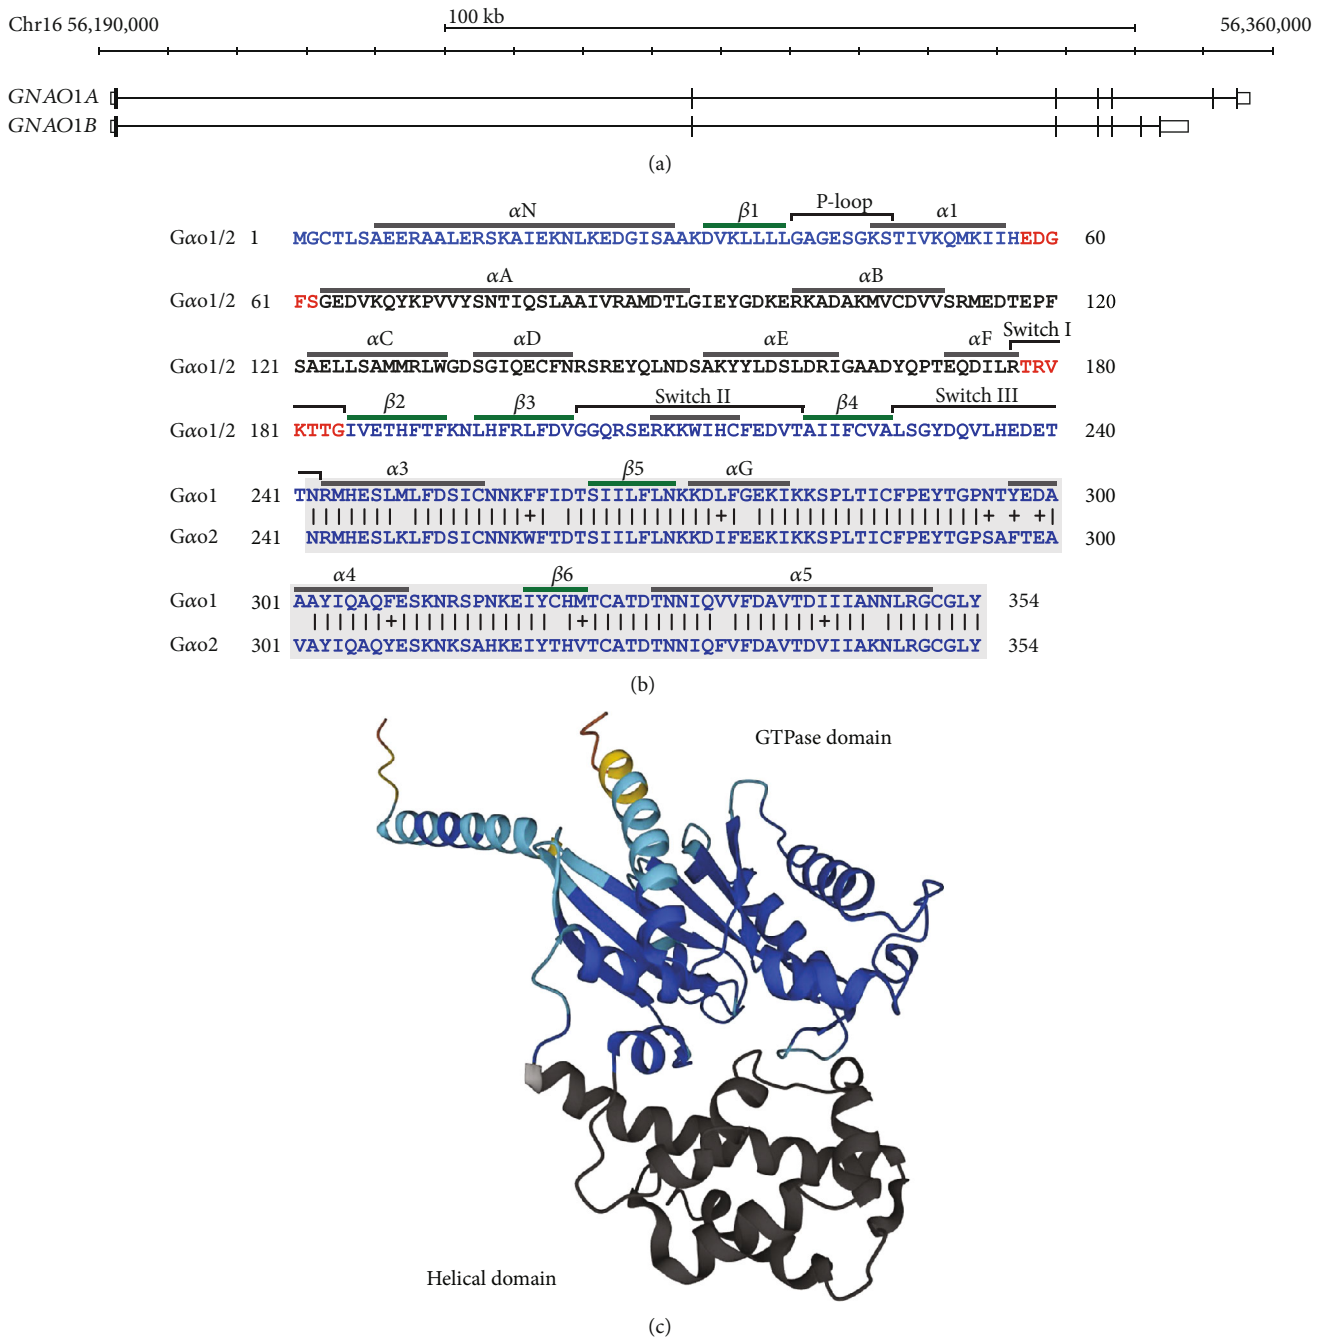 Chr16 56,190,000
100 kb
56,360,000
GNAO1A
GNAO1B
(a)
αN β1 P-loop α1
Gαo1/2 1 MGCTLSAEERAALERSKAIEKNLKEDGISAAKDVKLLLLGAGESGKSTIVKQMKIIHEDG 60
αA αB
Gαo1/2 61 FSGEDVKQYKPVVYSNTIQSLAAIVRAMDTLGIEYGDKERKADAKMVCDVVSRMEDTEPF 120
αC αD αE αF Switch I
Gαo1/2 121 SAELLSAMMRLWGDSGIQECFNRSREYQLNDSAKYYLDSLDRIGAADYQPTEQDILRTRV 180
β2 β3 Switch II β4 Switch III
Gαo1/2 181 KTTGIVETHFTFKNLHFRLFDVGGQRSERKKWIHCFEDVTAIIFCVALSGYDQVLHEDET 240
α3 β5 αG
Gαo1 241 TNRMHESLMLFDSICNNKFFIDTSIILFLNKKDLFGEKIKKSPLTICFPEYTGPNTYEDA 300
||||||| |||||||||+| ||||||||||||+| |||||||||||||||||||+ + +|
Gαo2 241 NRMHESLKLFDSICNNKWFTDTSIILFLNKKDIFEEKIKKSPLTICFPEYTGPSAFTEA 300
α4 β6 α5
Gαo1 301 AAYIQAQFESKNRSPNKEIYCHMTCATDTNNIQVVFDAVTDIIIANNLRGCGLY 354
||||||+|||||||||||| |+|||||||||| |||||||+||| ||||||||
Gαo2 301 VAYIQAQYESKNKSAHKEIYTHVTCATDTNNIQFVFDAVTDVIIAKNLRGCGLY 354
(b)
GTPase domain
Helical domain
(c)